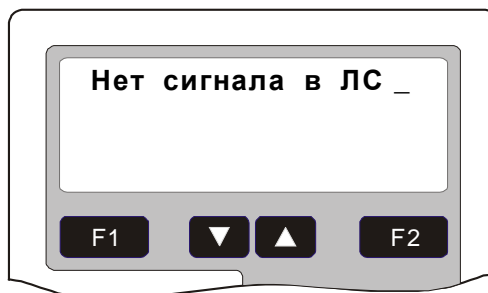 Нет сигнала в ЛС _
F1 ▼ ▲ F2